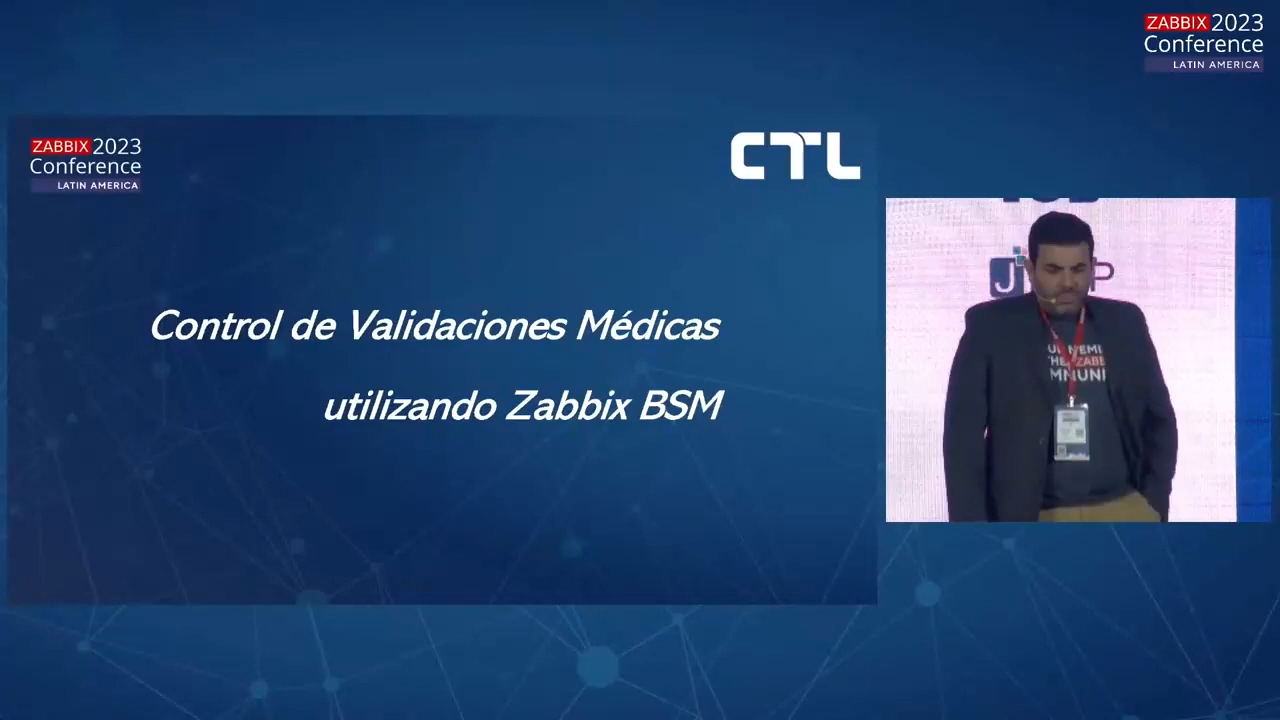 ZABBIX 2023
Conference
LATIN AMERICA
ZABBIX 2023
Conference
LATIN AMERICA
CTL
Control de Validaciones Médicas
utilizando Zabbix BSM